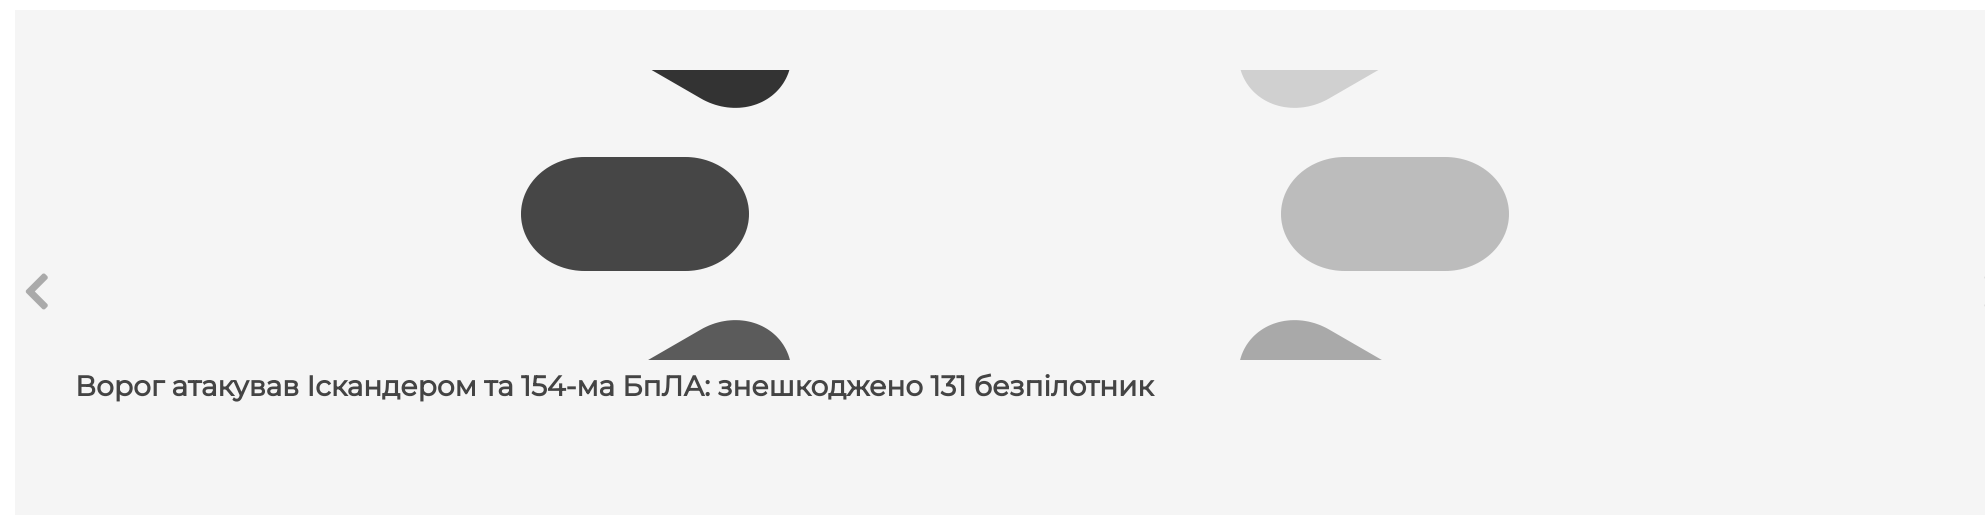 Ворог атакував Іскандером та 154-ма БпЛА: знешкоджено 131 безпілотник